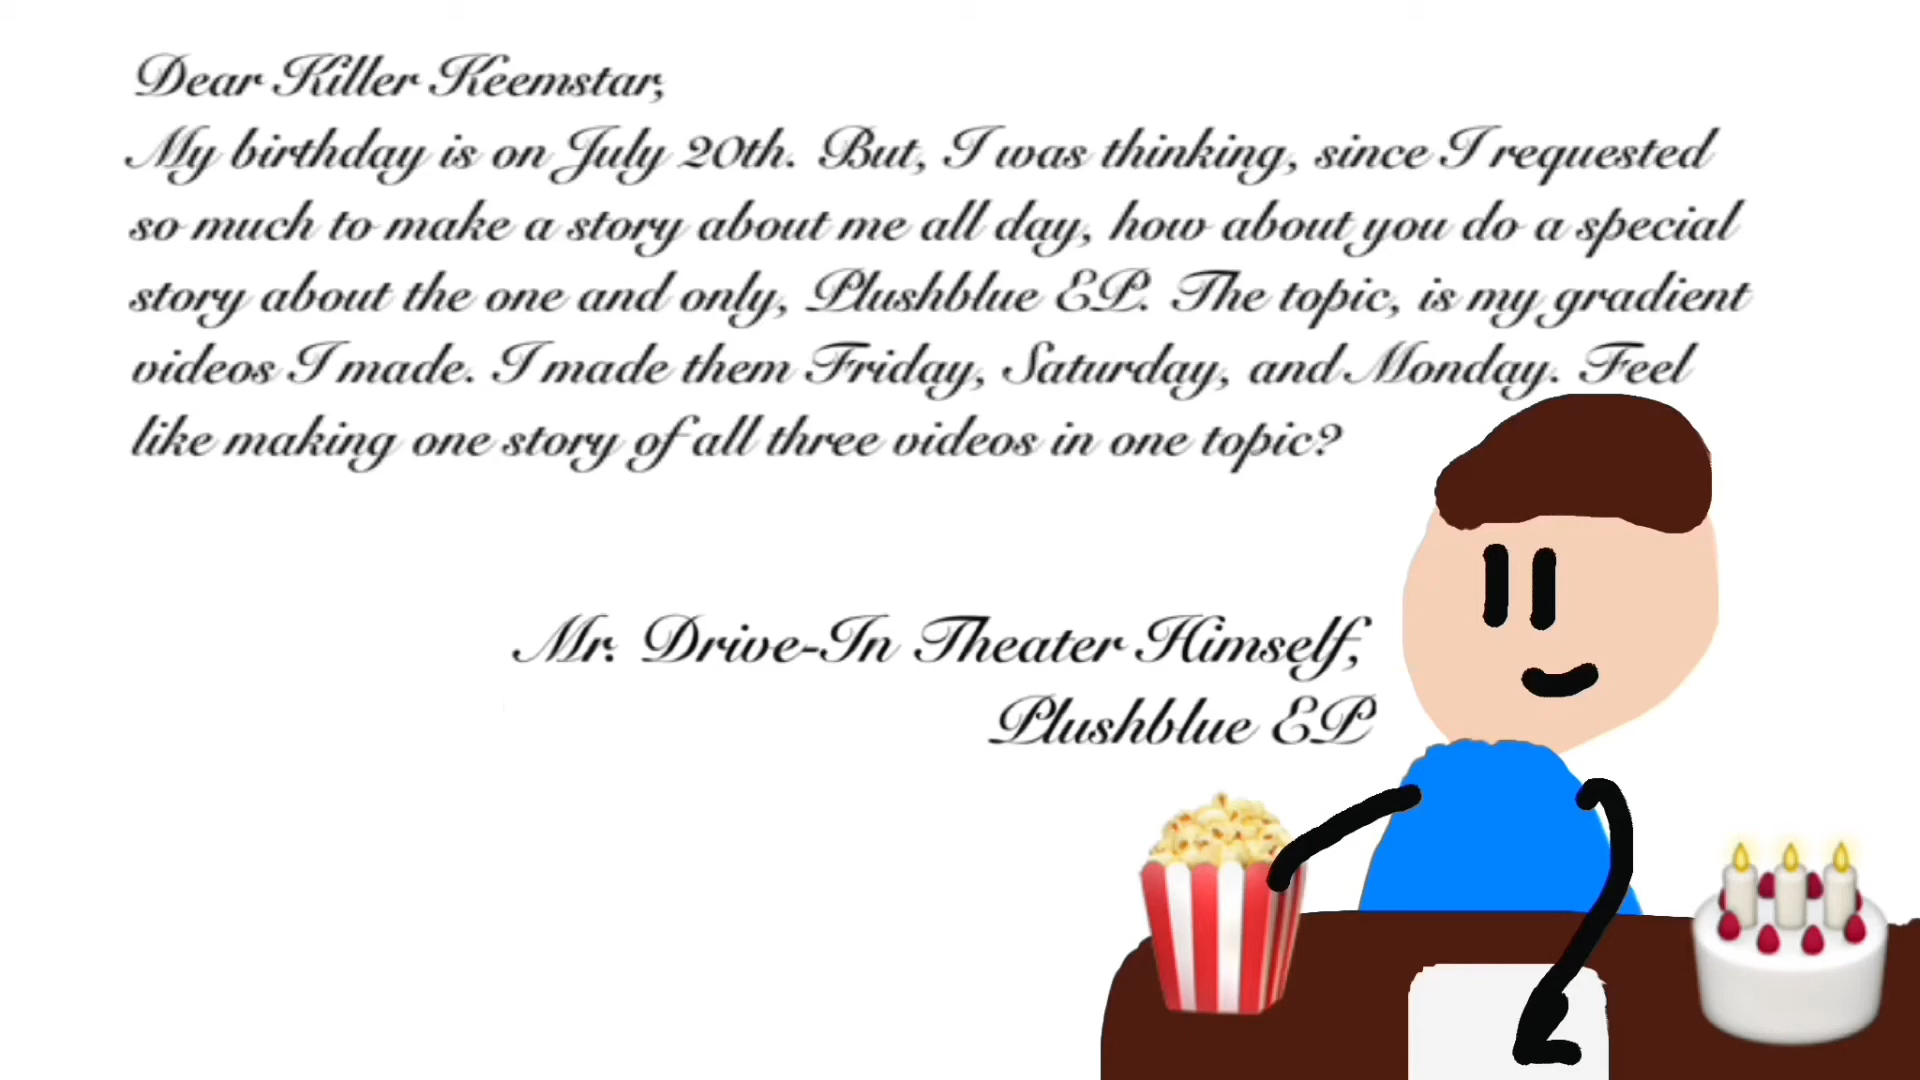 Dear Killer Keemstar,
My birthday is on July 20th. But, I was thinking, since I requested
so much to make a story about me all day, how about you do a special
story about the one and only, Plushblue EP. The topic, is my gradient
videos I made. I made them Friday, Saturday, and Monday. Feel
like making one story of all three videos in one topic?
Mr. Drive-In Theater Himself,
Plushblue EP